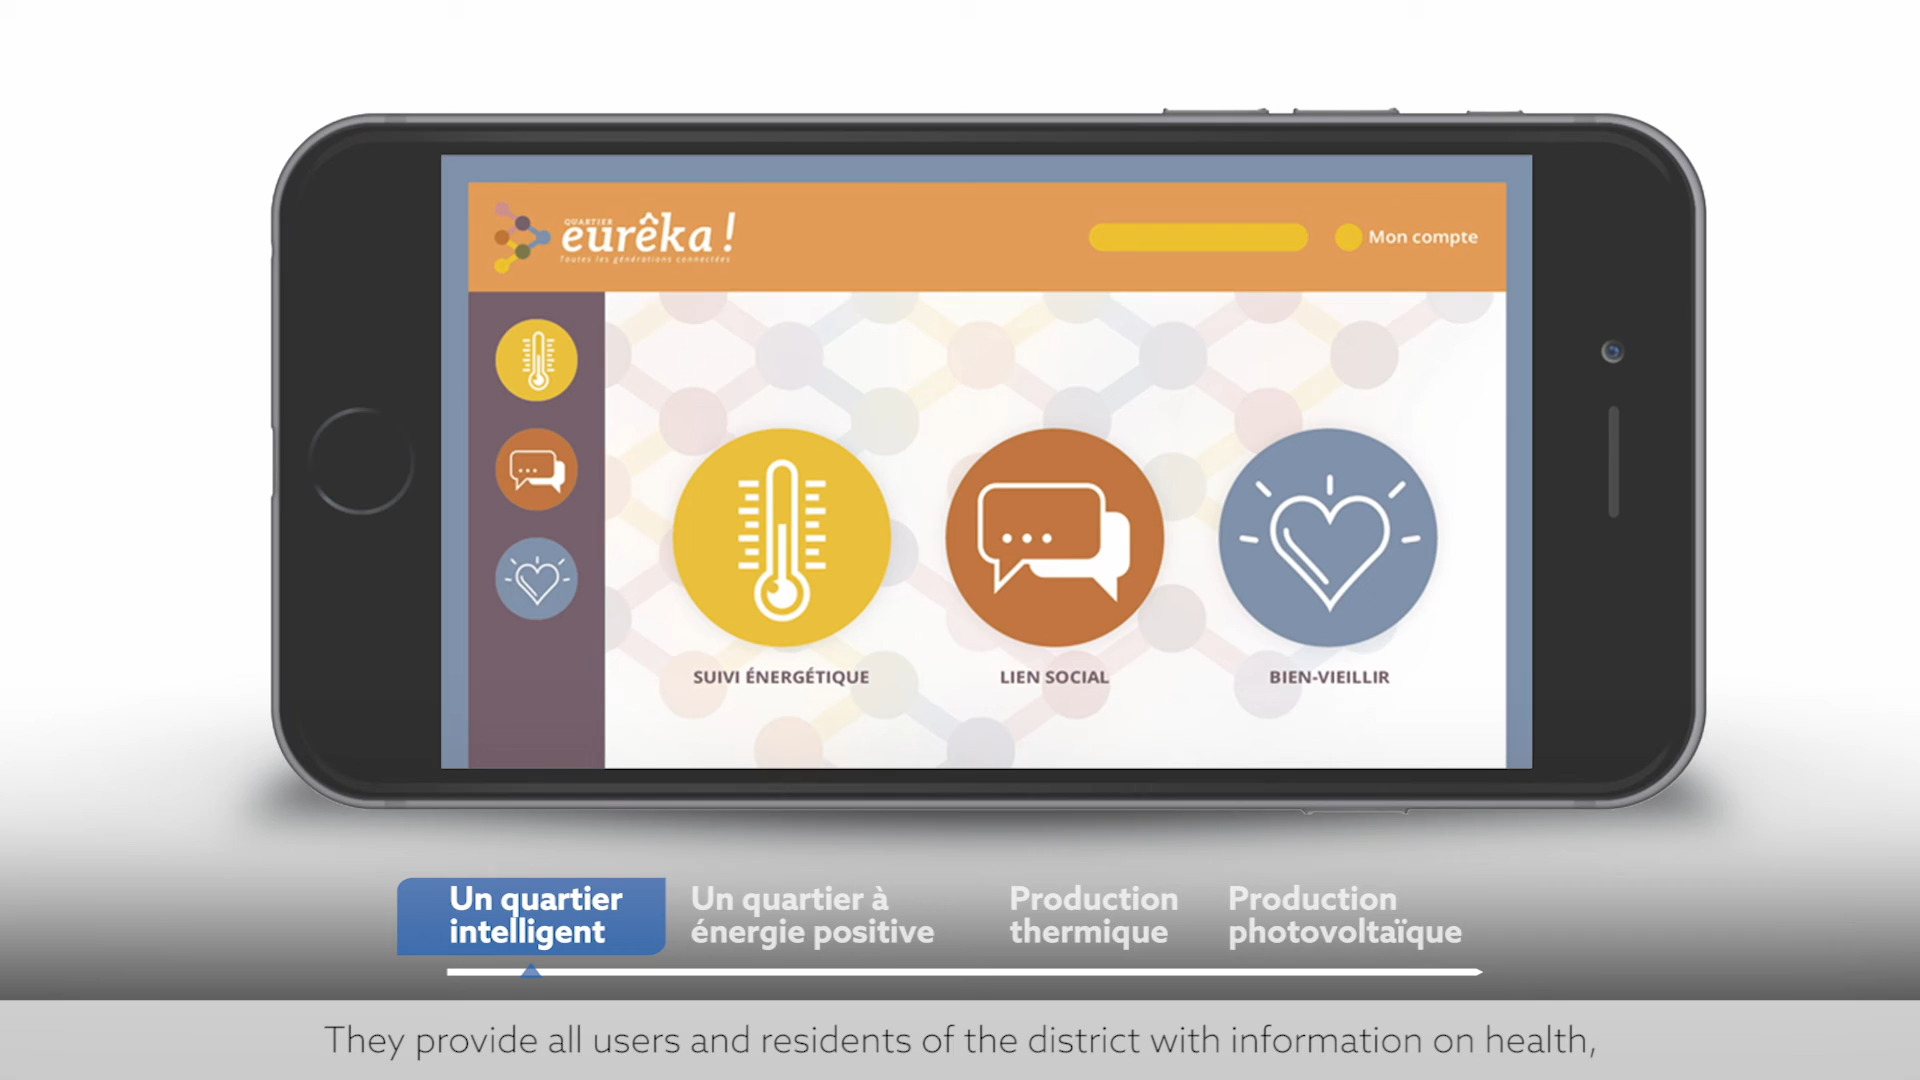 QUARTIER
eurêka !
Toutes les générations connectées
Mon compte
SUIVI ÉNERGÉTIQUE
LIEN SOCIAL
BIEN-VIEILLIR
Un quartier
intelligent
Un quartier à
énergie positive
Production
thermique
Production
photovoltaïque
They provide all users and residents of the district with information on health,